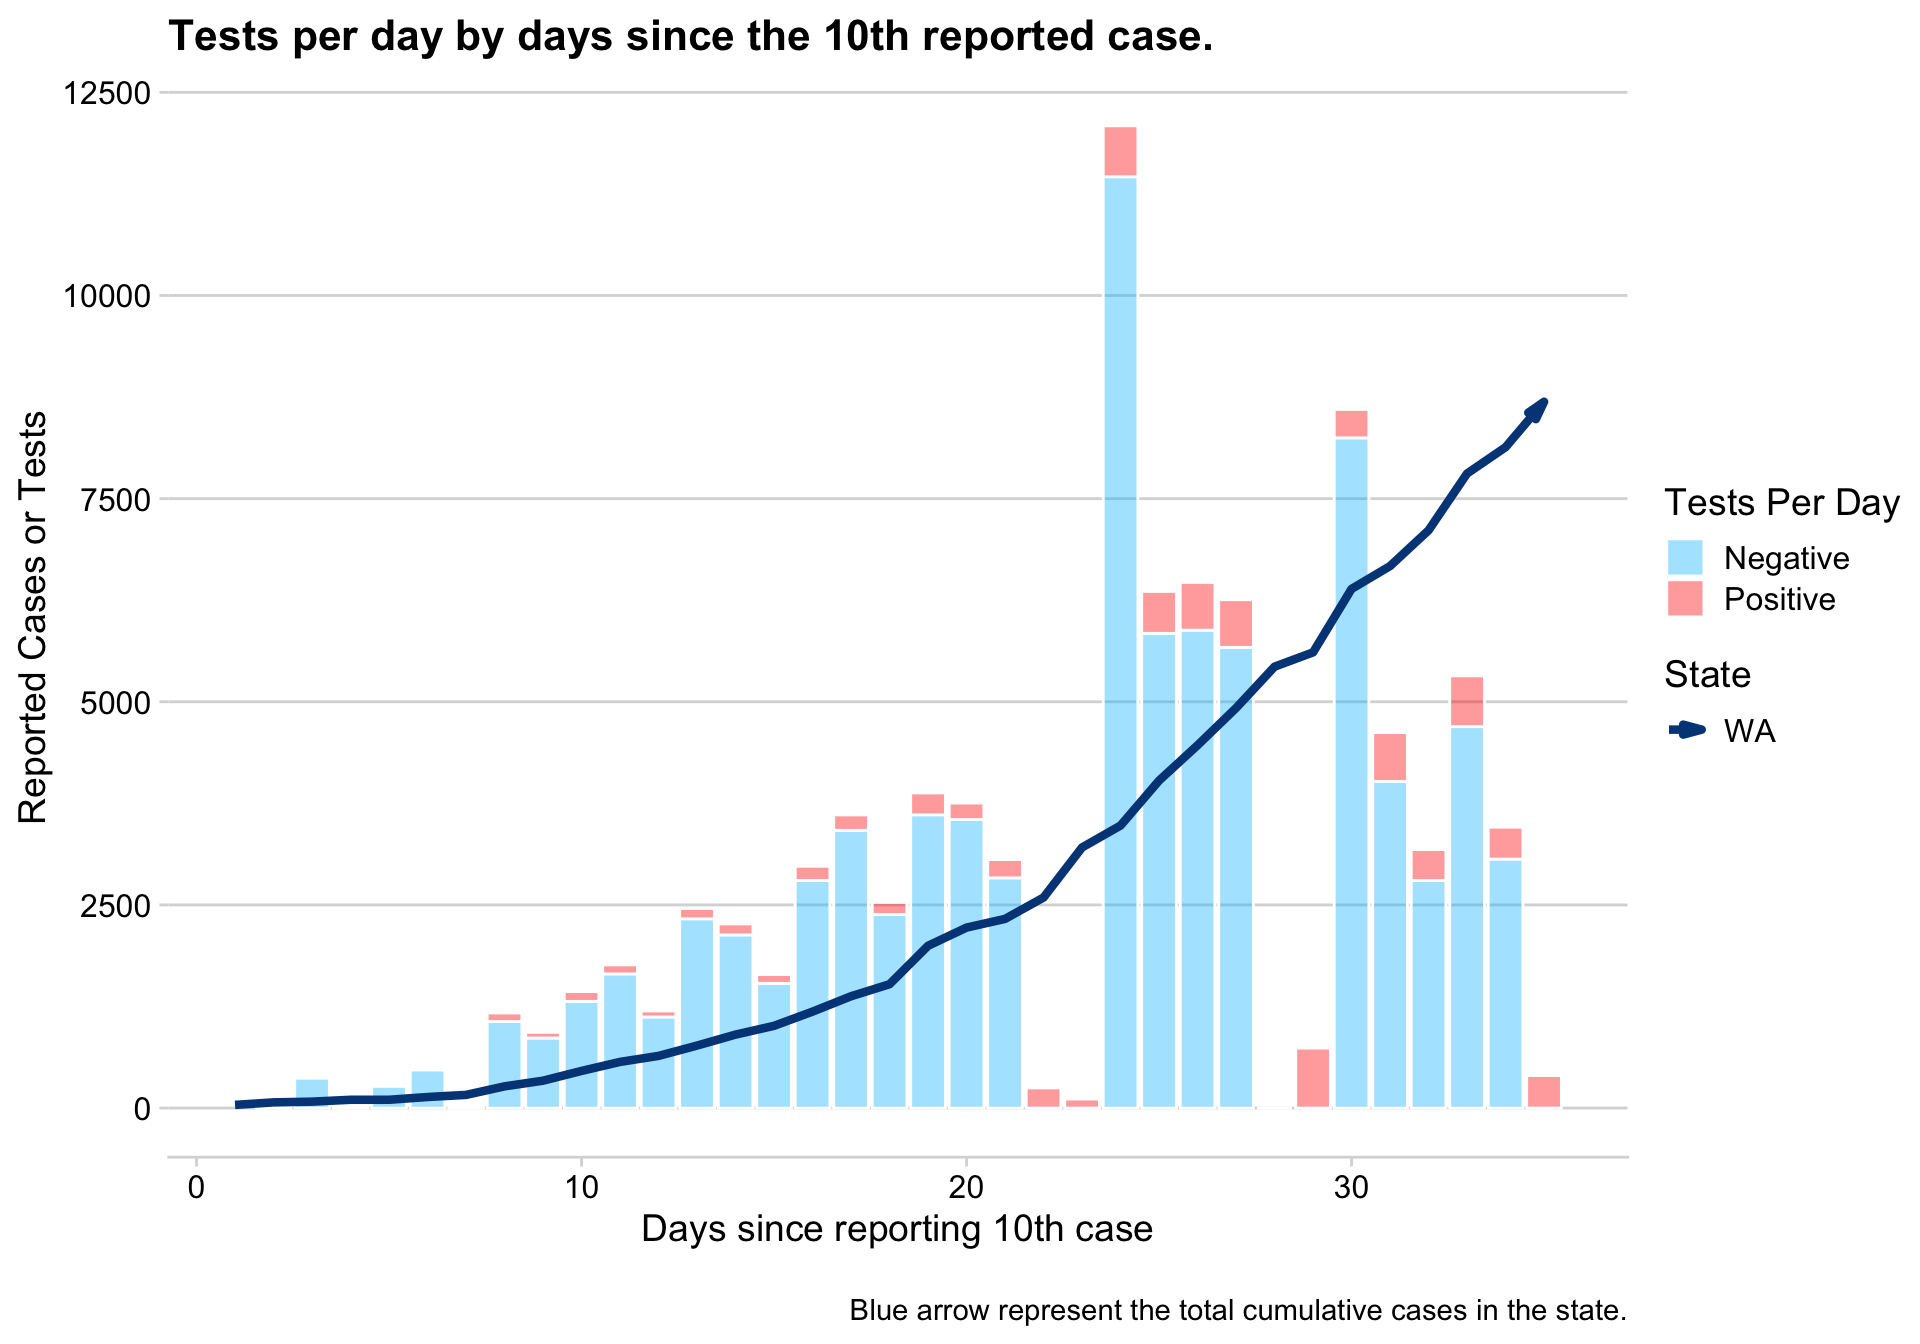 Tests per day by days since the 10th reported case.
12500
10000
7500
5000
2500
0
Reported Cases or Tests
0 10 20 30
Days since reporting 10th case
Tests Per Day
Negative
Positive
State
WA
Blue arrow represent the total cumulative cases in the state.